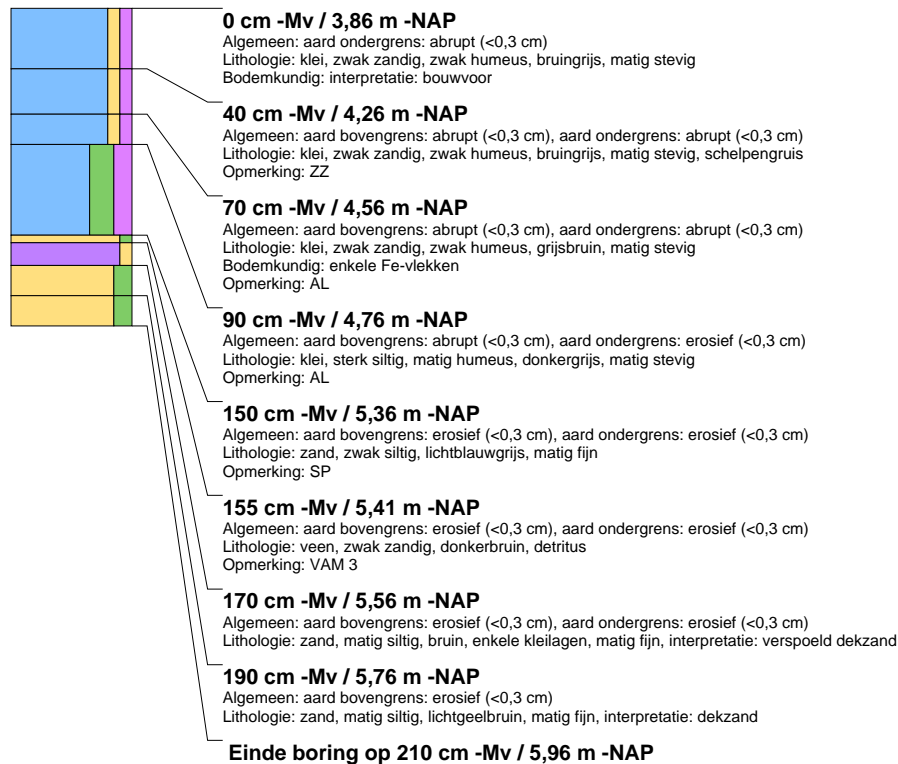 0 cm -Mv / 3,86 m -NAP
Algemeen: aard ondergrens: abrupt (<0,3 cm)
Lithologie: klei, zwak zandig, zwak humeus, bruingrijs, matig stevig
Bodemkundig: interpretatie: bouwvoor
40 cm -Mv / 4,26 m -NAP
Algemeen: aard bovengrens: abrupt (<0,3 cm), aard ondergrens: abrupt (<0,3 cm)
Lithologie: klei, zwak zandig, zwak humeus, bruingrijs, matig stevig, schelpengruis
Opmerking: ZZ
70 cm -Mv / 4,56 m -NAP
Algemeen: aard bovengrens: abrupt (<0,3 cm), aard ondergrens: abrupt (<0,3 cm)
Lithologie: klei, zwak zandig, zwak humeus, grijsbruin, matig stevig
Bodemkundig: enkele Fe-vlekken
Opmerking: AL
90 cm -Mv / 4,76 m -NAP
Algemeen: aard bovengrens: abrupt (<0,3 cm), aard ondergrens: erosief (<0,3 cm)
Lithologie: klei, sterk siltig, matig humeus, donkergrijs, matig stevig
Opmerking: AL
150 cm -Mv / 5,36 m -NAP
Algemeen: aard bovengrens: erosief (<0,3 cm), aard ondergrens: erosief (<0,3 cm)
Lithologie: zand, zwak siltig, lichtblauwgrijs, matig fijn
Opmerking: SP
155 cm -Mv / 5,41 m -NAP
Algemeen: aard bovengrens: erosief (<0,3 cm), aard ondergrens: erosief (<0,3 cm)
Lithologie: veen, zwak zandig, donkerbruin, detritus
Opmerking: VAM 3
170 cm -Mv / 5,56 m -NAP
Algemeen: aard bovengrens: erosief (<0,3 cm), aard ondergrens: erosief (<0,3 cm)
Lithologie: zand, matig siltig, bruin, enkele kleilagen, matig fijn, interpretatie: verspoeld dekzand
190 cm -Mv / 5,76 m -NAP
Algemeen: aard bovengrens: erosief (<0,3 cm)
Lithologie: zand, matig siltig, lichtgeelbruin, matig fijn, interpretatie: dekzand
Einde boring op 210 cm -Mv / 5,96 m -NAP